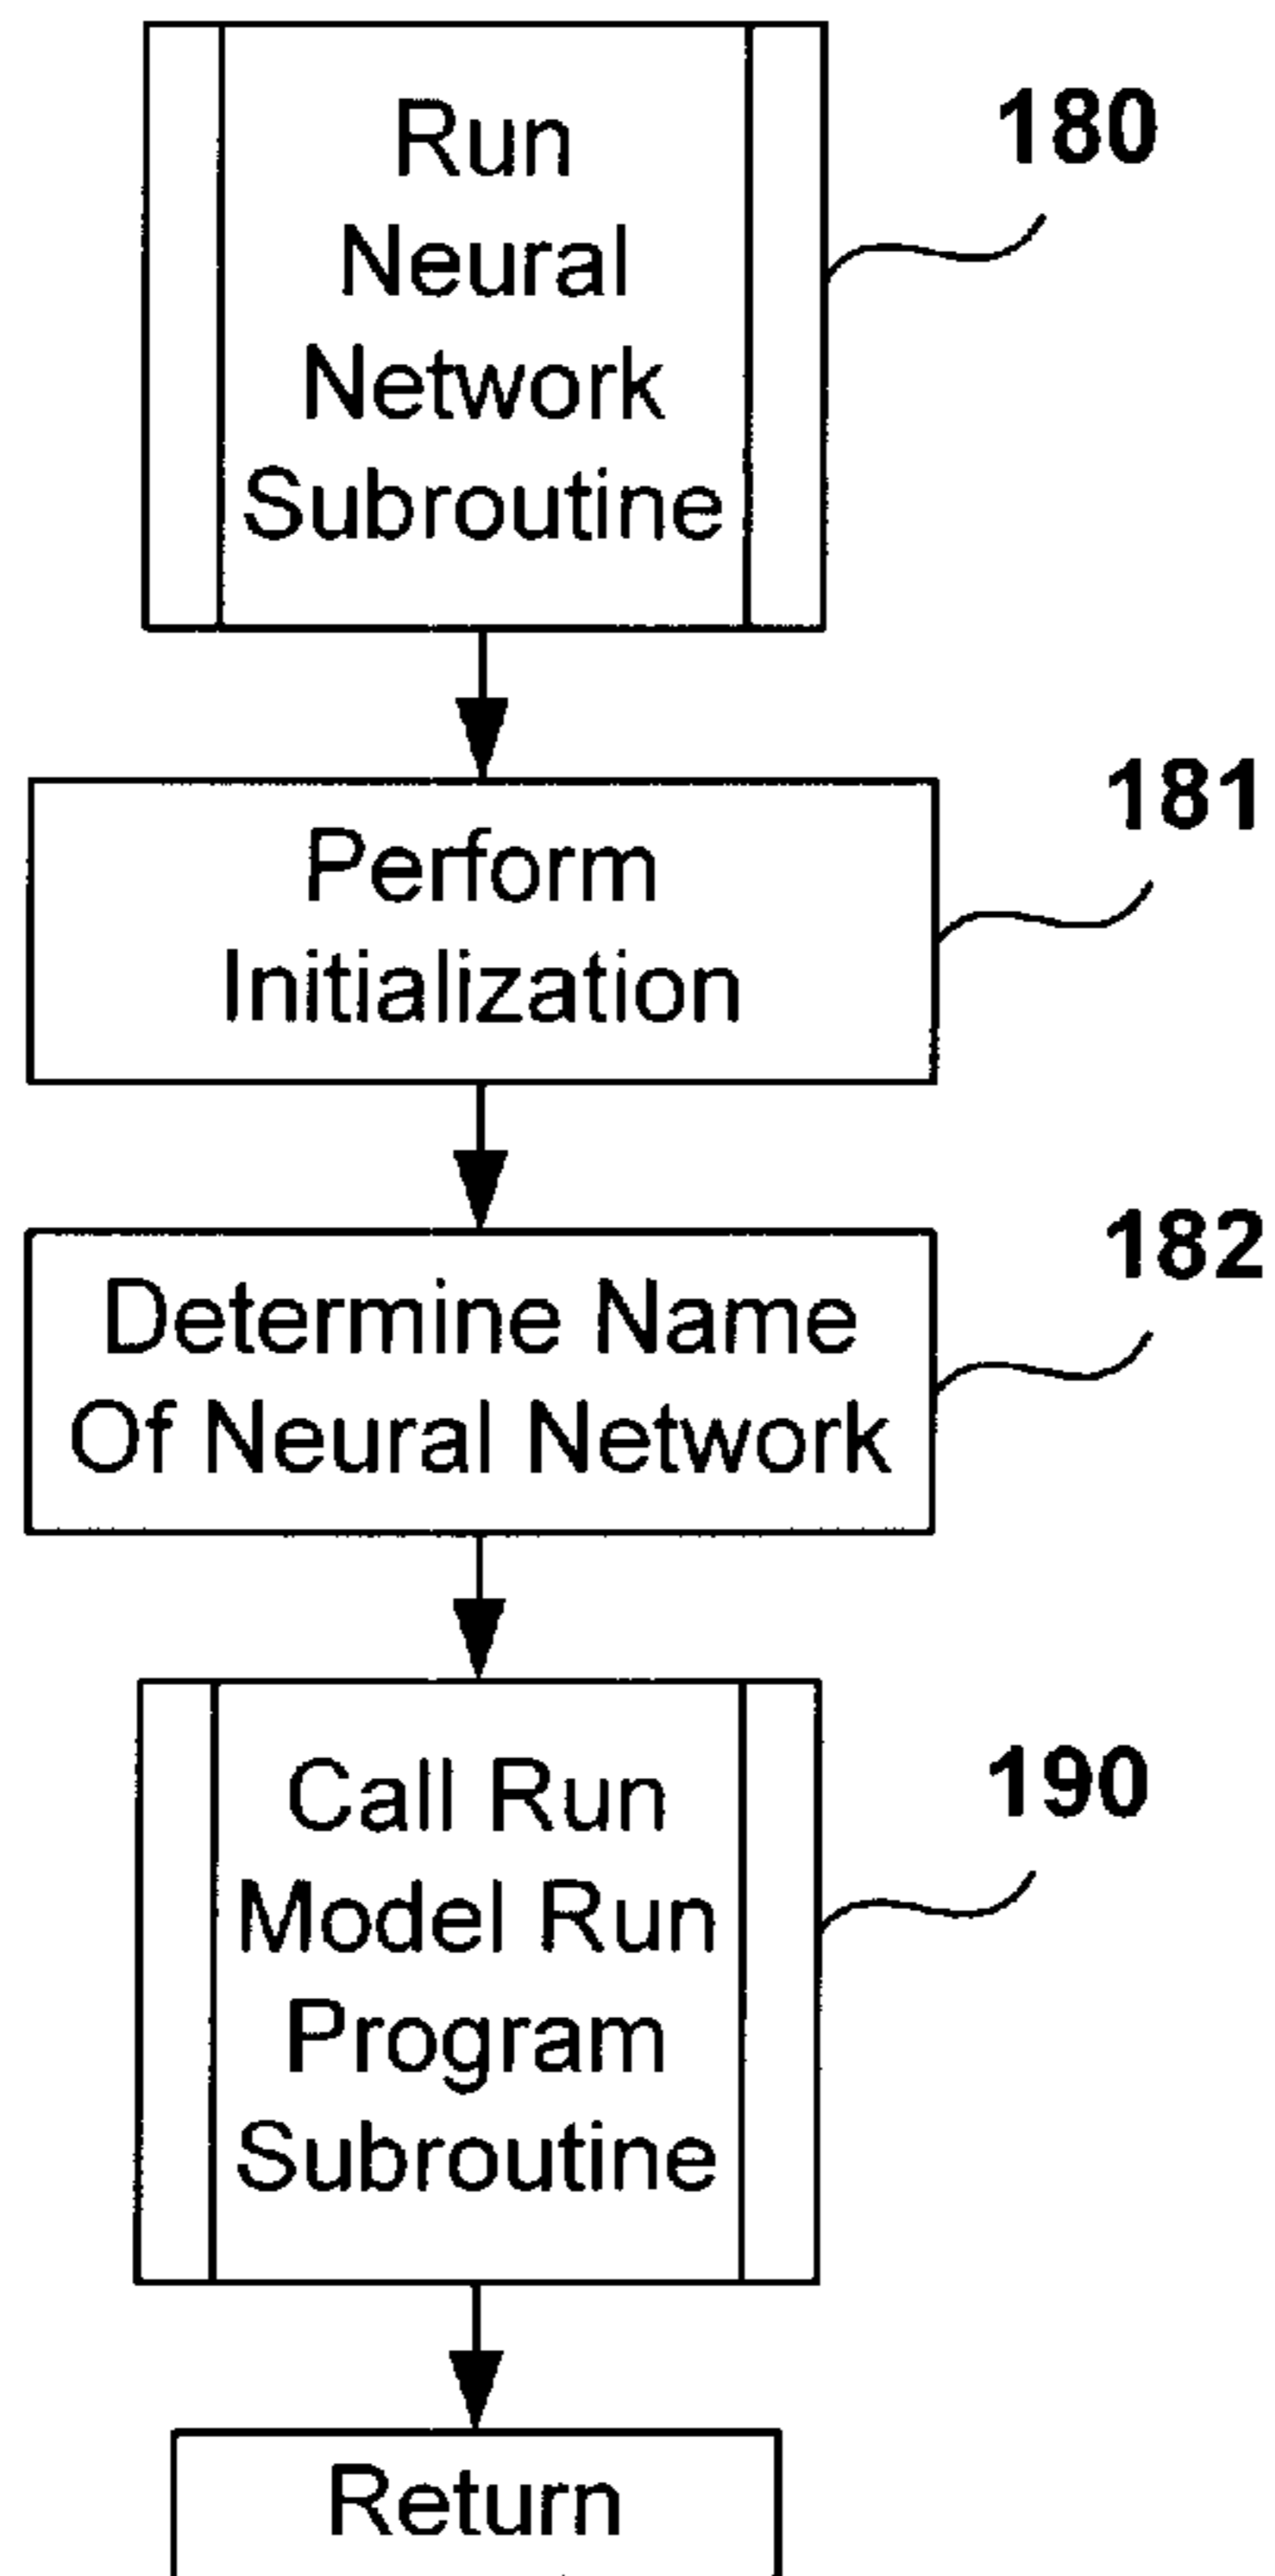 Run
Neural
Network
Subroutine
180
Perform
Initialization
181
Determine Name
Of Neural Network
182
Call Run
Model Run
Program
Subroutine
190
Return